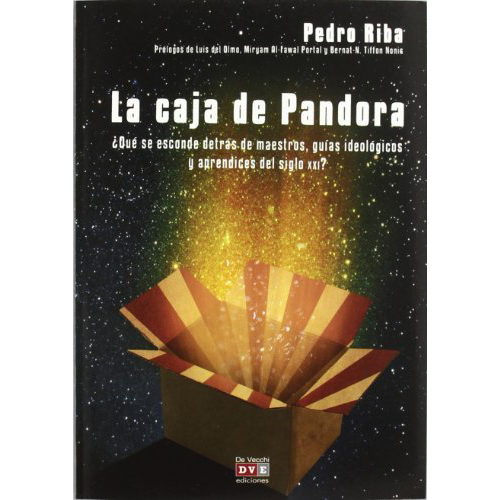 Pedro Riba
Prólogos de Luis del Olmo, Miryam Al-fawal Portal y Bernat-N. Tiffon Nonis
La caja de Pandora
¿Qué se esconde detrás de maestros, guías ideológicos
y aprendices del siglo XXI?
De Vecchi
DVE
ediciones